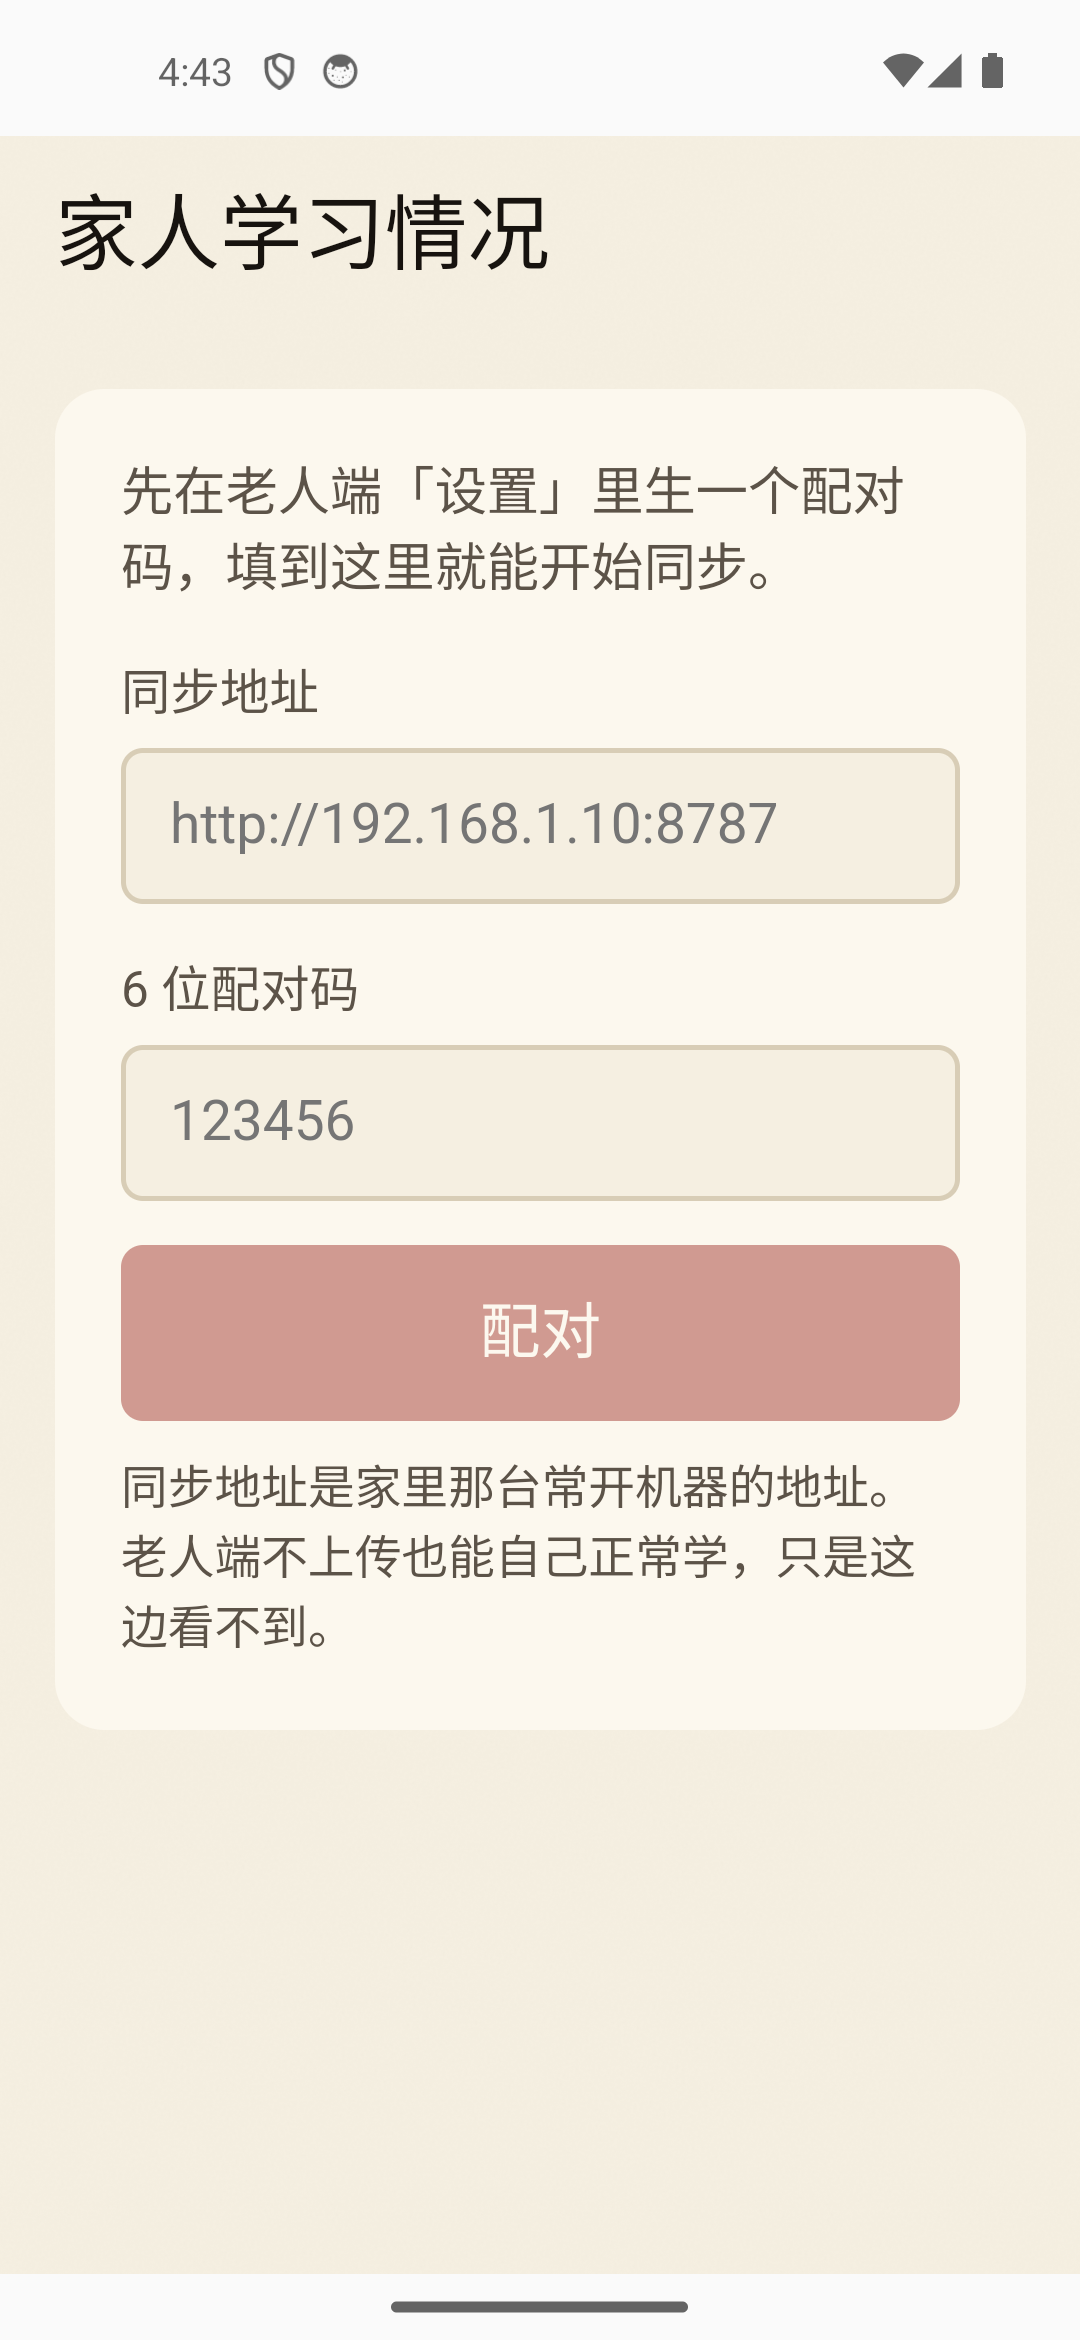 4:43
家人学习情况
先在老人端「设置」里生一个配对
码，填到这里就能开始同步。
同步地址
http://192.168.1.10:8787
6 位配对码
123456
配对
同步地址是家里那台常开机器的地址。
老人端不上传也能自己正常学，只是这
边看不到。